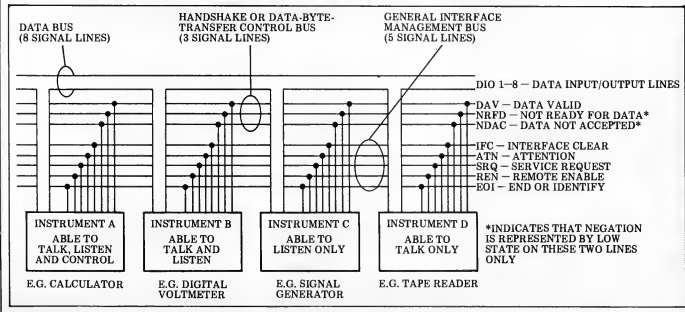 DATA BUS
(8 SIGNAL LINES)
HANDSHAKE OR DATA-BYTE-
TRANSFER CONTROL BUS
(3 SIGNAL LINES)
GENERAL INTERFACE
MANAGEMENT BUS
(5 SIGNAL LINES)
DIO 1–8 – DATA INPUT/OUTPUT LINES
DAV – DATA VALID
NRFD – NOT READY FOR DATA*
NDAC – DATA NOT ACCEPTED*
IFC – INTERFACE CLEAR
ATN – ATTENTION
SRQ – SERVICE REQUEST
REN – REMOTE ENABLE
EOI – END OR IDENTIFY
INSTRUMENT A
ABLE TO
TALK, LISTEN
AND CONTROL
E.G. CALCULATOR
INSTRUMENT B
ABLE TO
TALK AND
LISTEN
E.G. DIGITAL
VOLTMETER
INSTRUMENT C
ABLE TO
LISTEN ONLY
E.G. SIGNAL
GENERATOR
INSTRUMENT D
ABLE TO
TALK ONLY
E.G. TAPE READER
*INDICATES THAT NEGATION
IS REPRESENTED BY LOW
STATE ON THESE TWO LINES
ONLY